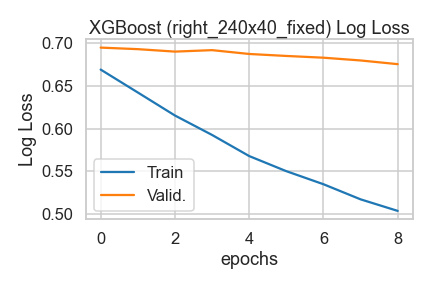 XGBoost (right_240x40_fixed) Log Loss
0.70
0.65
0.60
0.55
0.50
Log Loss
Train
Valid.
0 2 4 6 8
epochs